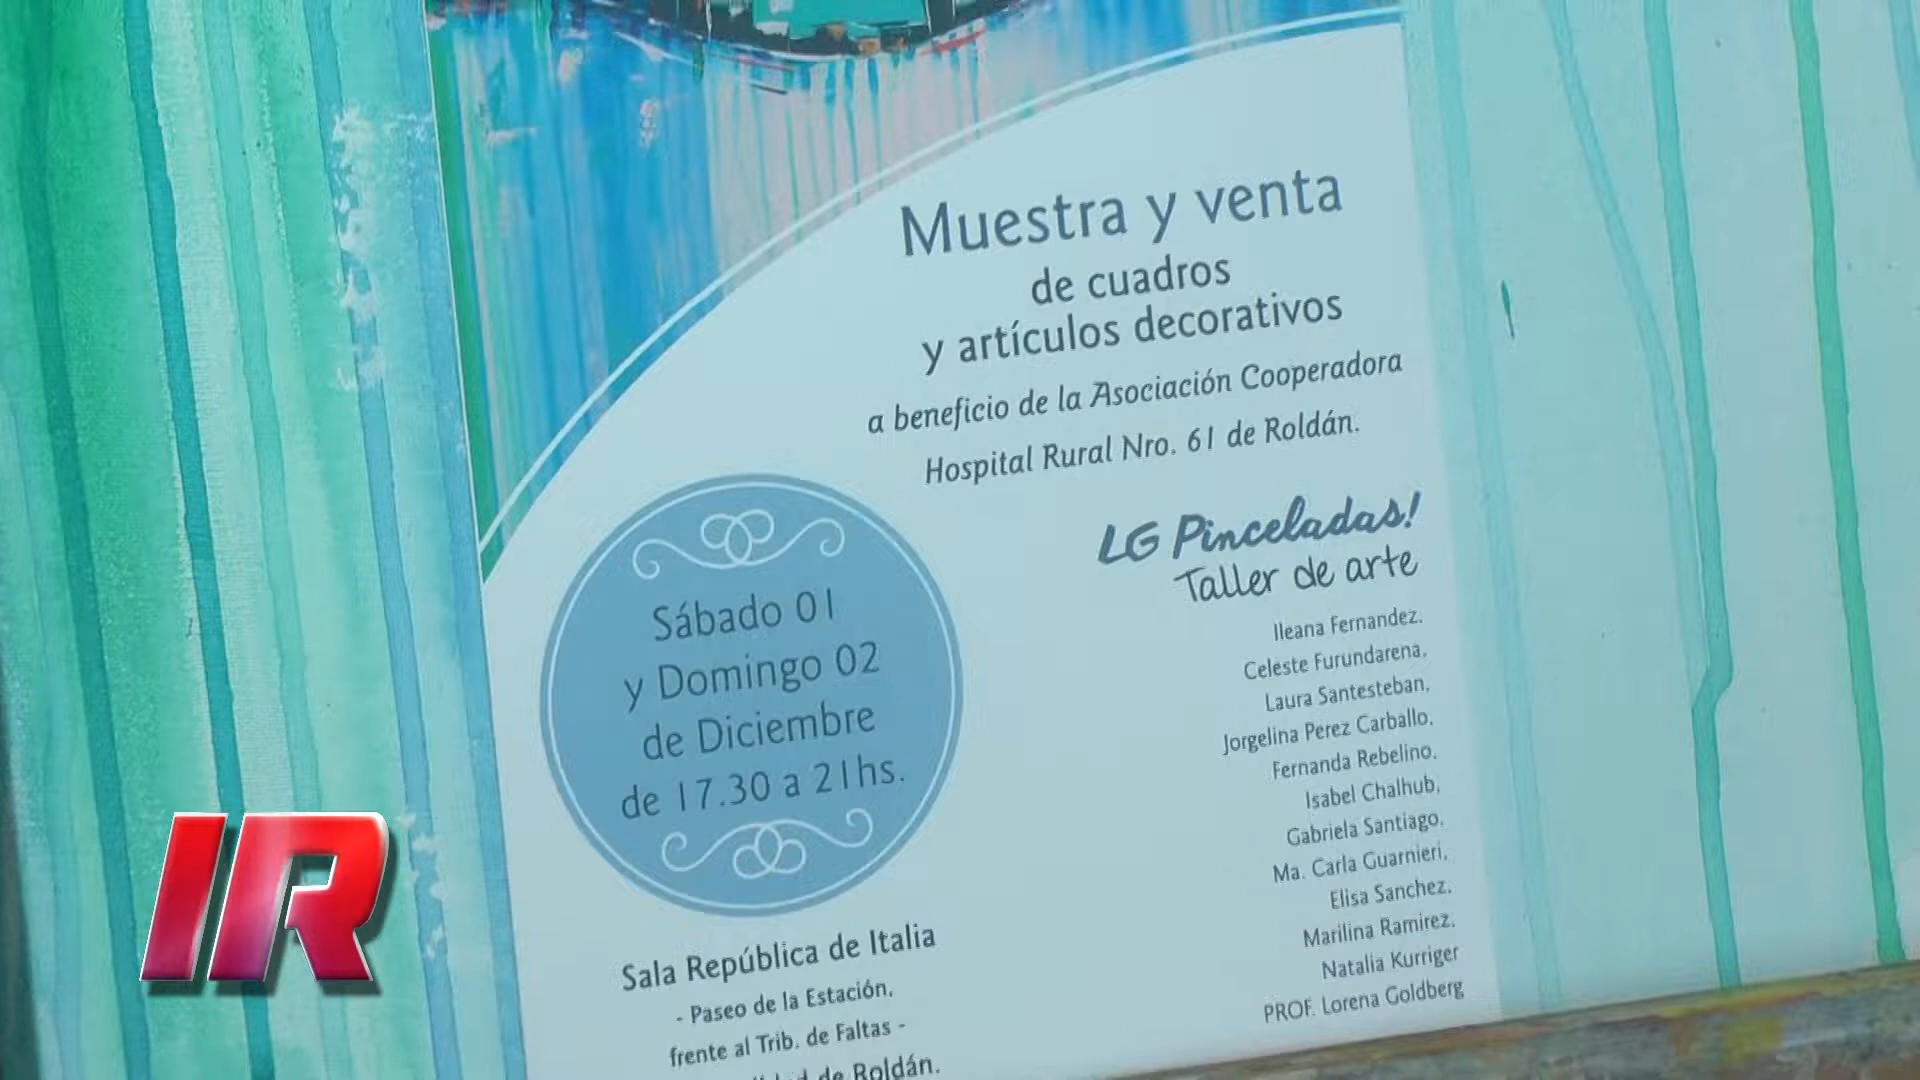 Muestra y venta
de cuadros
y artículos decorativos
a beneficio de la Asociación Cooperadora
Hospital Rural Nro. 61 de Roldán.
LG Pinceladas!
Taller de arte
Ileana Fernandez.
Celeste Furundarena,
Laura Santesteban,
Jorgelina Perez Carballo,
Fernanda Rebelino,
Isabel Chalhub,
Gabriela Santiago,
Ma. Carla Guarnieri,
Elisa Sanchez,
Marilina Ramirez,
Natalia Kurriger
PROF. Lorena Goldberg
Sábado 01
y Domingo 02
de Diciembre
de 17.30 a 21hs.
Sala República de Italia
- Paseo de la Estación,
frente al Trib. de Faltas -
de Roldán.
IR